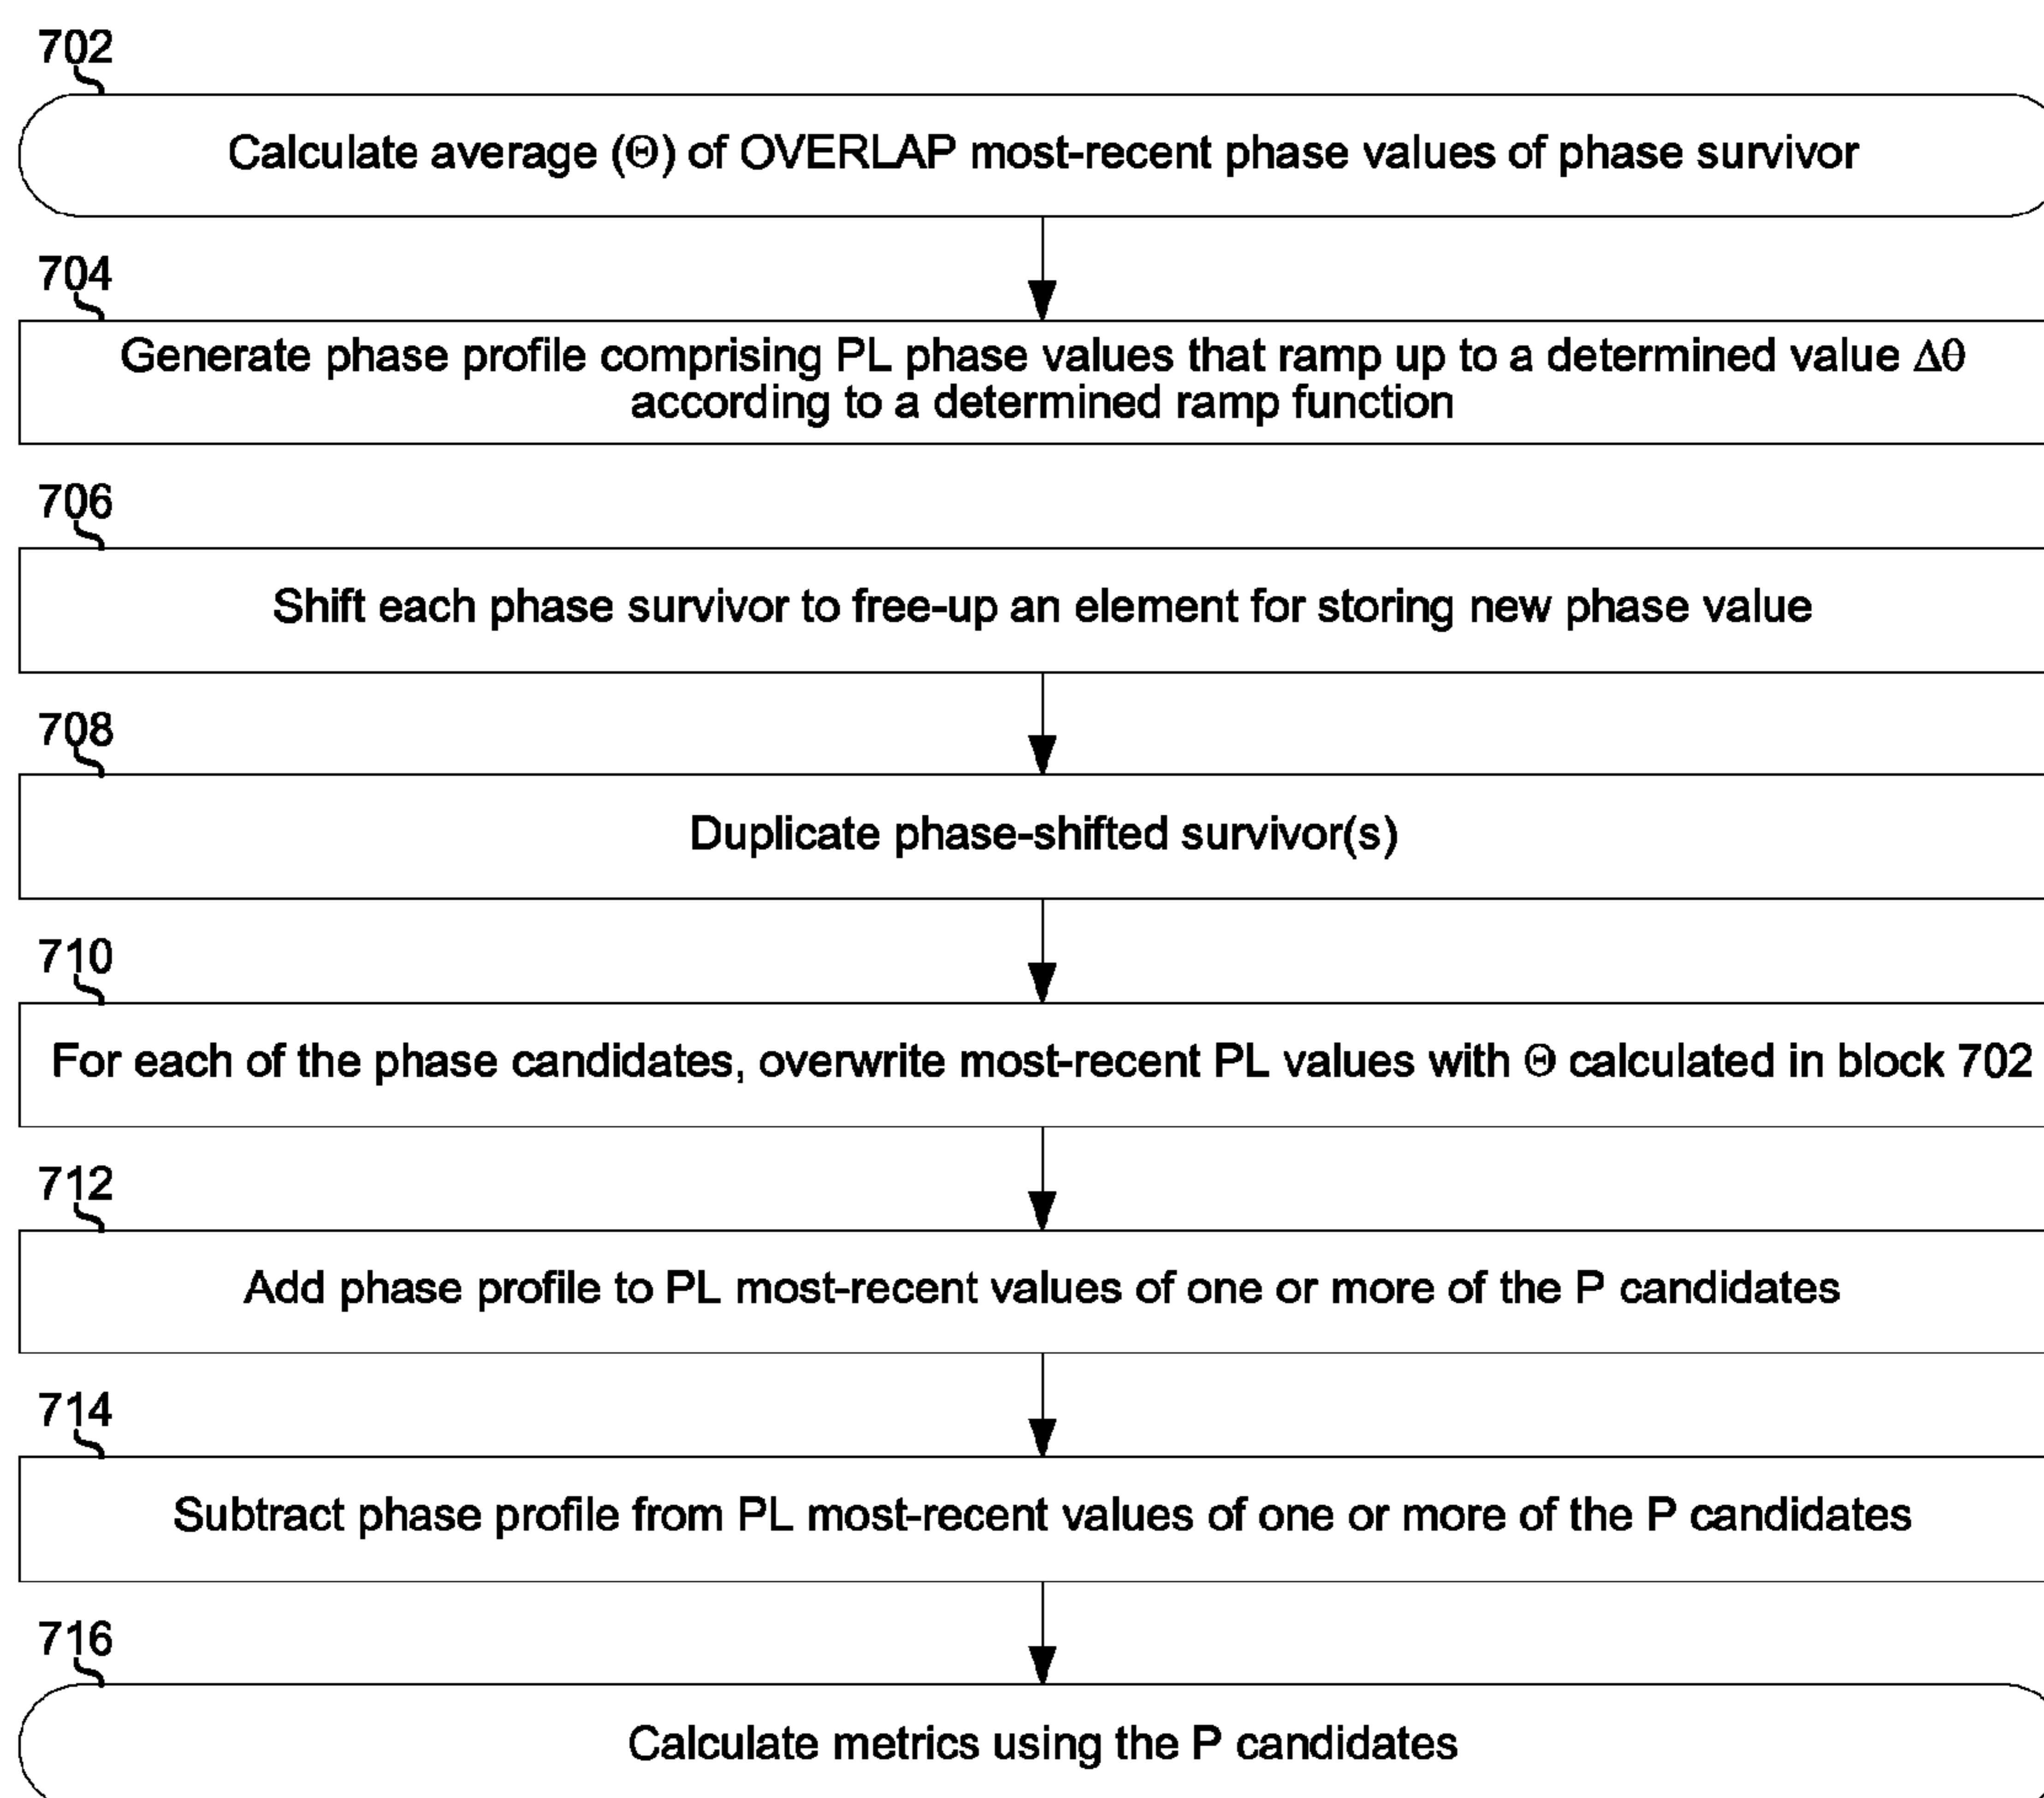 702
Calculate average (Θ) of OVERLAP most-recent phase values of phase survivor
704
Generate phase profile comprising PL phase values that ramp up to a determined value Δθ
according to a determined ramp function
706
Shift each phase survivor to free-up an element for storing new phase value
708
Duplicate phase-shifted survivor(s)
710
For each of the phase candidates, overwrite most-recent PL values with Θ calculated in block 702
712
Add phase profile to PL most-recent values of one or more of the P candidates
714
Subtract phase profile from PL most-recent values of one or more of the P candidates
716
Calculate metrics using the P candidates